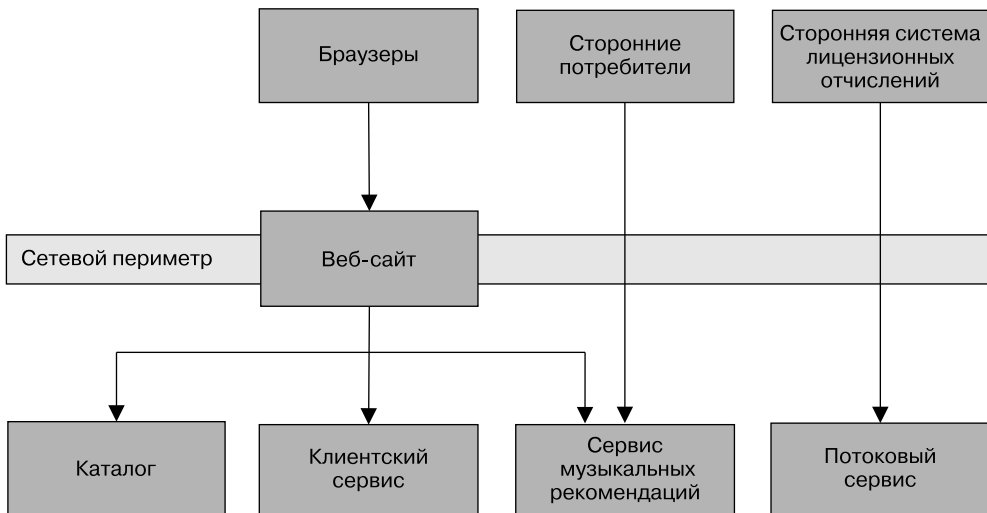 Браузеры
Сторонние
потребители
Сторонняя система
лицензионных
отчислений
Сетевой периметр
Веб-сайт
Каталог
Клиентский
сервис
Сервис
музыкальных
рекомендаций
Потоковый
сервис